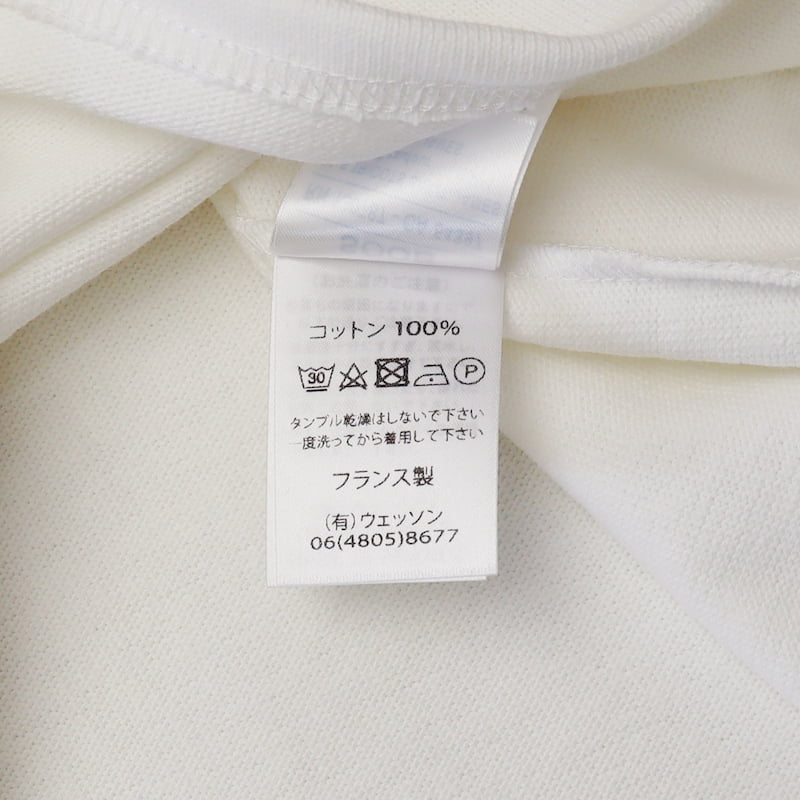 コットン 100%
30 P
タンブル乾燥はしないで下さい
一度洗ってから着用して下さい
フランス製
(有)ウェッソン
06(4805)8677